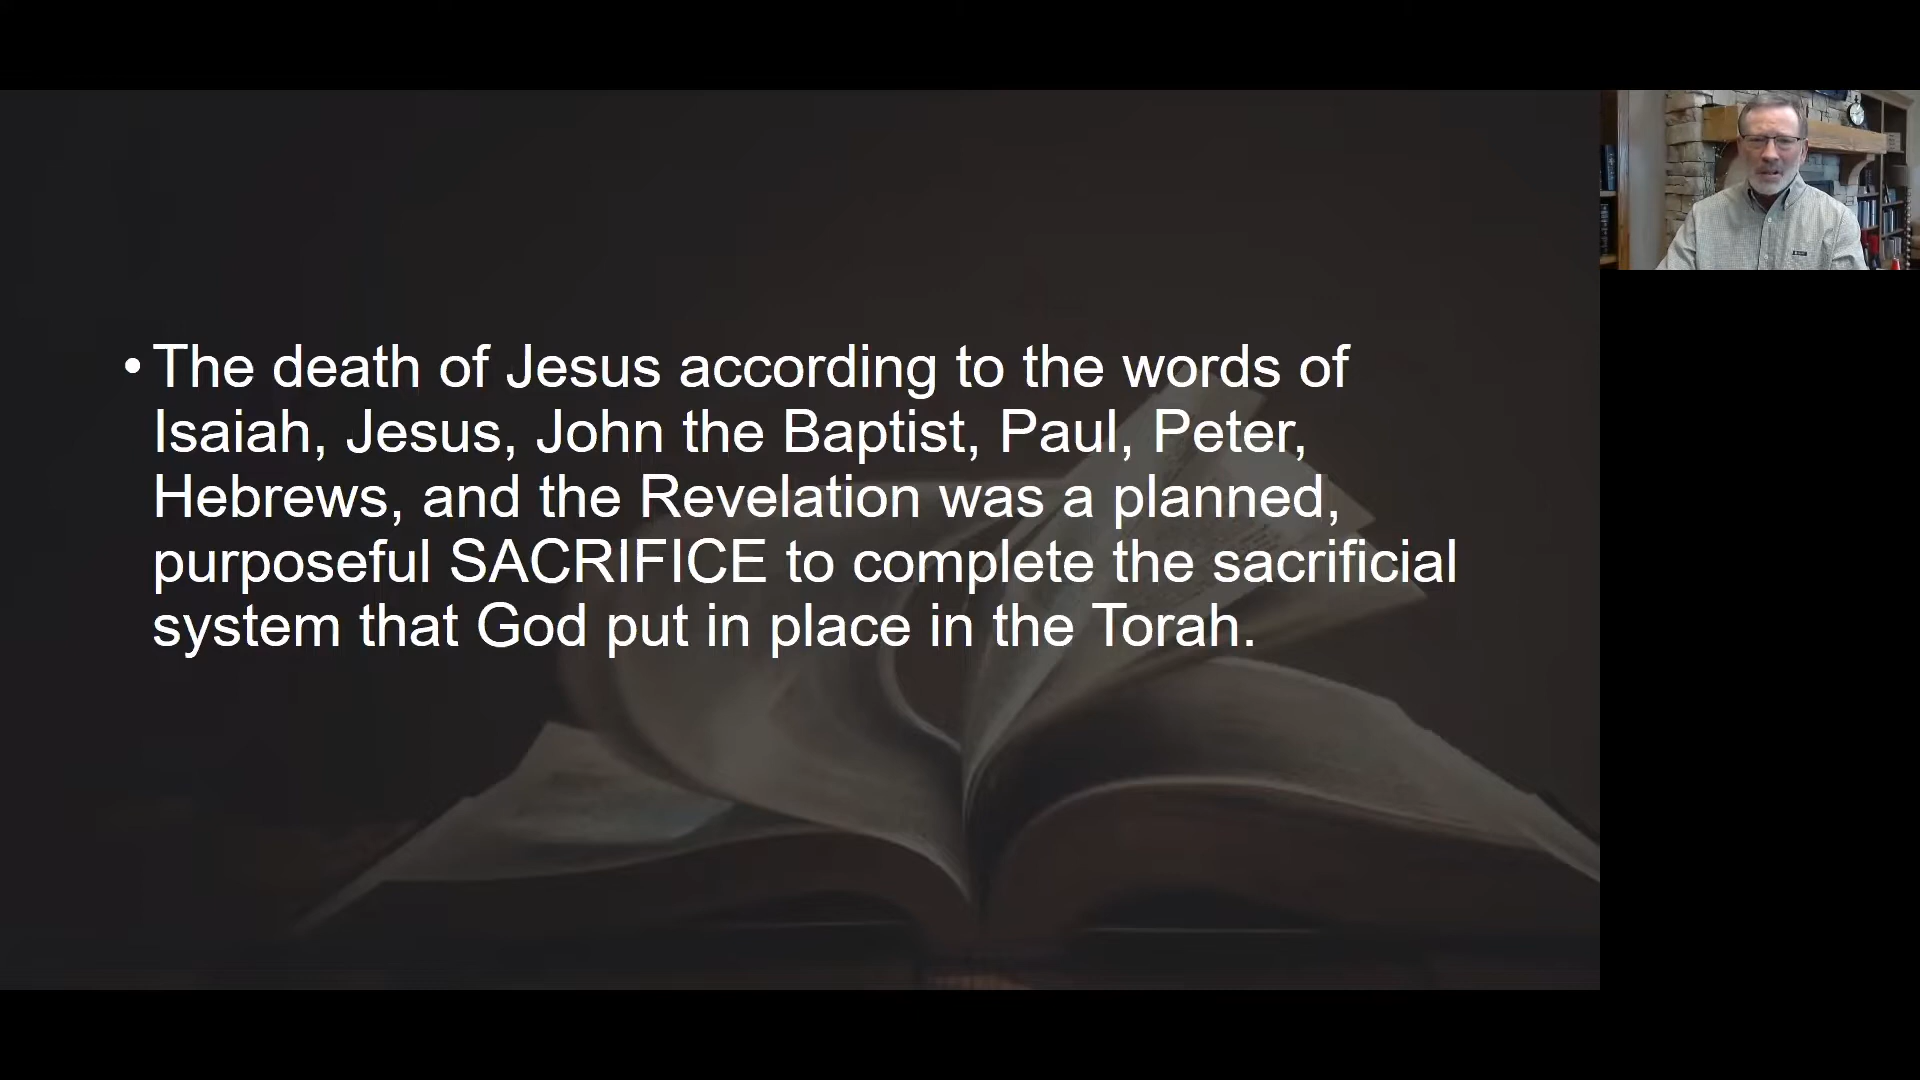 • The death of Jesus according to the words of
Isaiah, Jesus, John the Baptist, Paul, Peter,
Hebrews, and the Revelation was a planned,
purposeful SACRIFICE to complete the sacrificial
system that God put in place in the Torah.